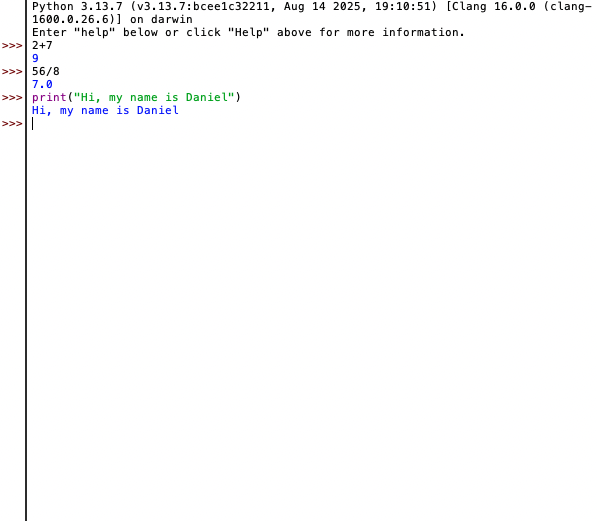 Python 3.13.7 (v3.13.7:bcee1c32211, Aug 14 2025, 19:10:51) [Clang 16.0.0 (clang-
1600.0.26.6)] on darwin
Enter "help" below or click "Help" above for more information.
>>> 2+7
9
>>> 56/8
7.0
>>> print("Hi, my name is Daniel")
Hi, my name is Daniel
>>>